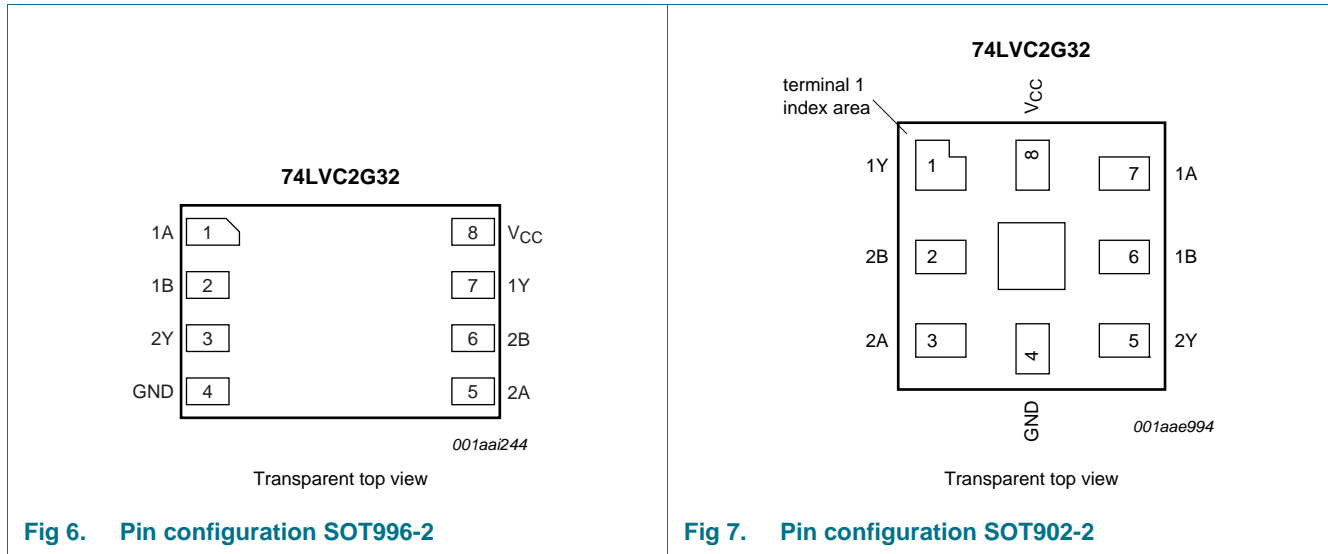 74LVC2G32
1A 1 8 VCC
1B 2 7 1Y
2Y 3 6 2B
GND 4 5 2A
001aai244
Transparent top view
Fig 6. Pin configuration SOT996-2
74LVC2G32
terminal 1
index area
VCC
1Y 1 8 7 1A
2B 2 6 1B
2A 3 4 5 2Y
GND
001aae994
Transparent top view
Fig 7. Pin configuration SOT902-2